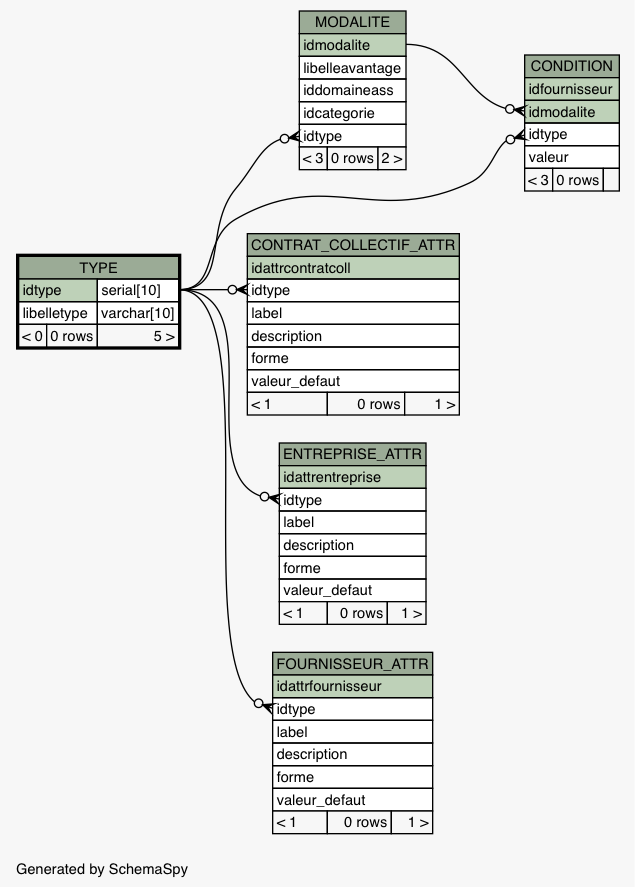 MODALITE
idmodalite
libelleavantage
iddomaineass
idcategorie
idtype
< 3 0 rows 2 >
CONDITION
idfournisseur
idmodalite
idtype
valeur
< 3 0 rows
TYPE
idtype serial[10]
libelletype varchar[10]
< 0 0 rows 5 >
CONTRAT_COLLECTIF_ATTR
idattrcontratcoll
idtype
label
description
forme
valeur_defaut
< 1 0 rows 1 >
ENTREPRISE_ATTR
idattrentreprise
idtype
label
description
forme
valeur_defaut
< 1 0 rows 1 >
FOURNISSEUR_ATTR
idattrfournisseur
idtype
label
description
forme
valeur_defaut
< 1 0 rows 1 >
Generated by SchemaSpy